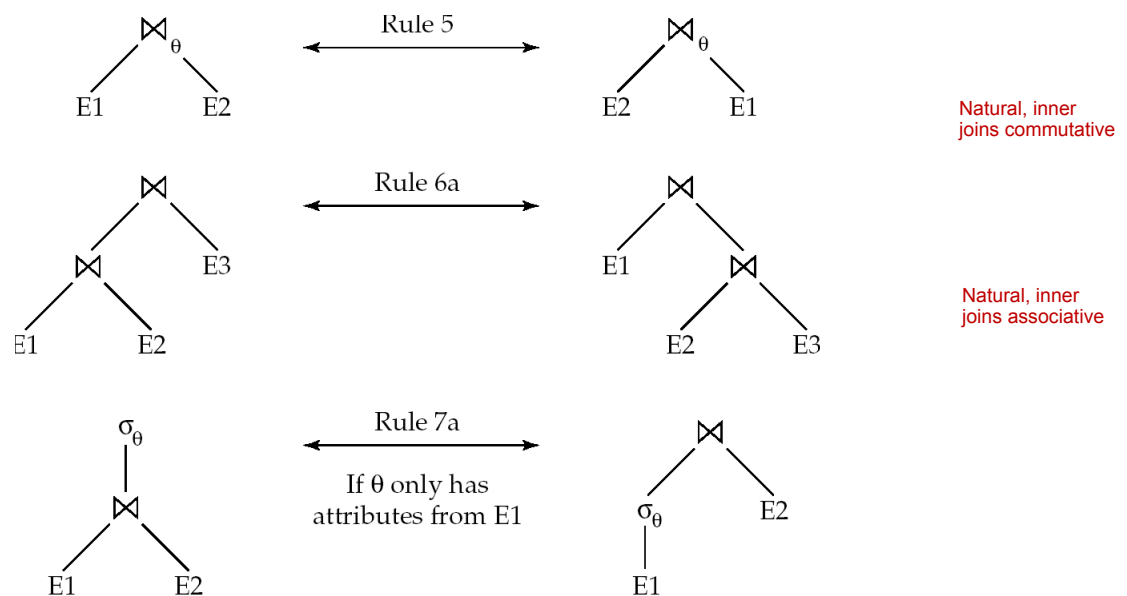 ⋈θ Rule 5 ⋈θ
E1 E2 E2 E1
Natural, inner
joins commutative
⋈ Rule 6a ⋈
⋈ E3 E1 ⋈
E1 E2 E2 E3
Natural, inner
joins associative
σθ Rule 7a ⋈
If θ only has
attributes from E1
⋈ σθ E2
E1 E2 E1